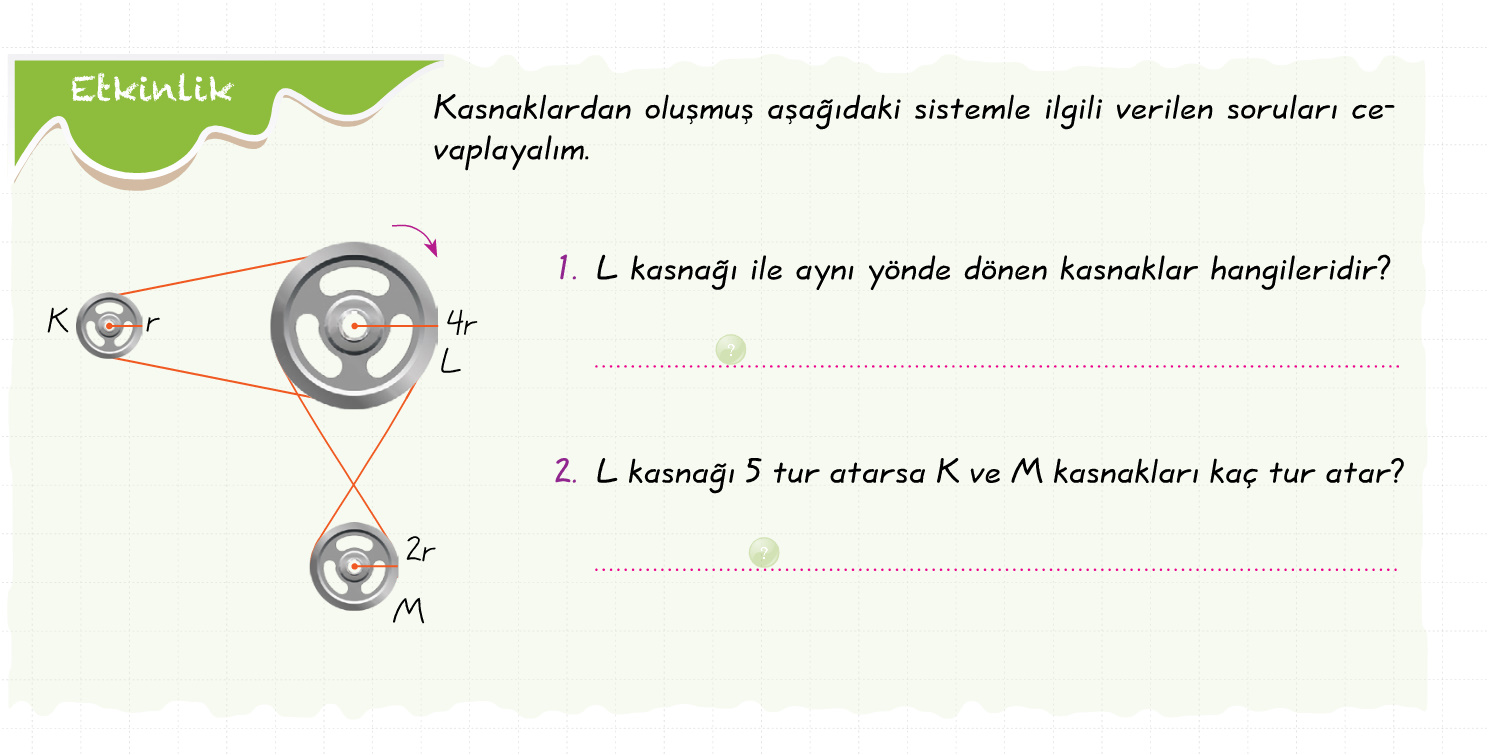 Etkinlik
Kasnaklardan oluşmuş aşağıdaki sistemle ilgili verilen soruları ce-
vaplayalım.
K
r
4r
L
2r
M
1. L kasnağı ile aynı yönde dönen kasnaklar hangileridir?
?
2. L kasnağı 5 tur atarsa K ve M kasnakları kaç tur atar?
?